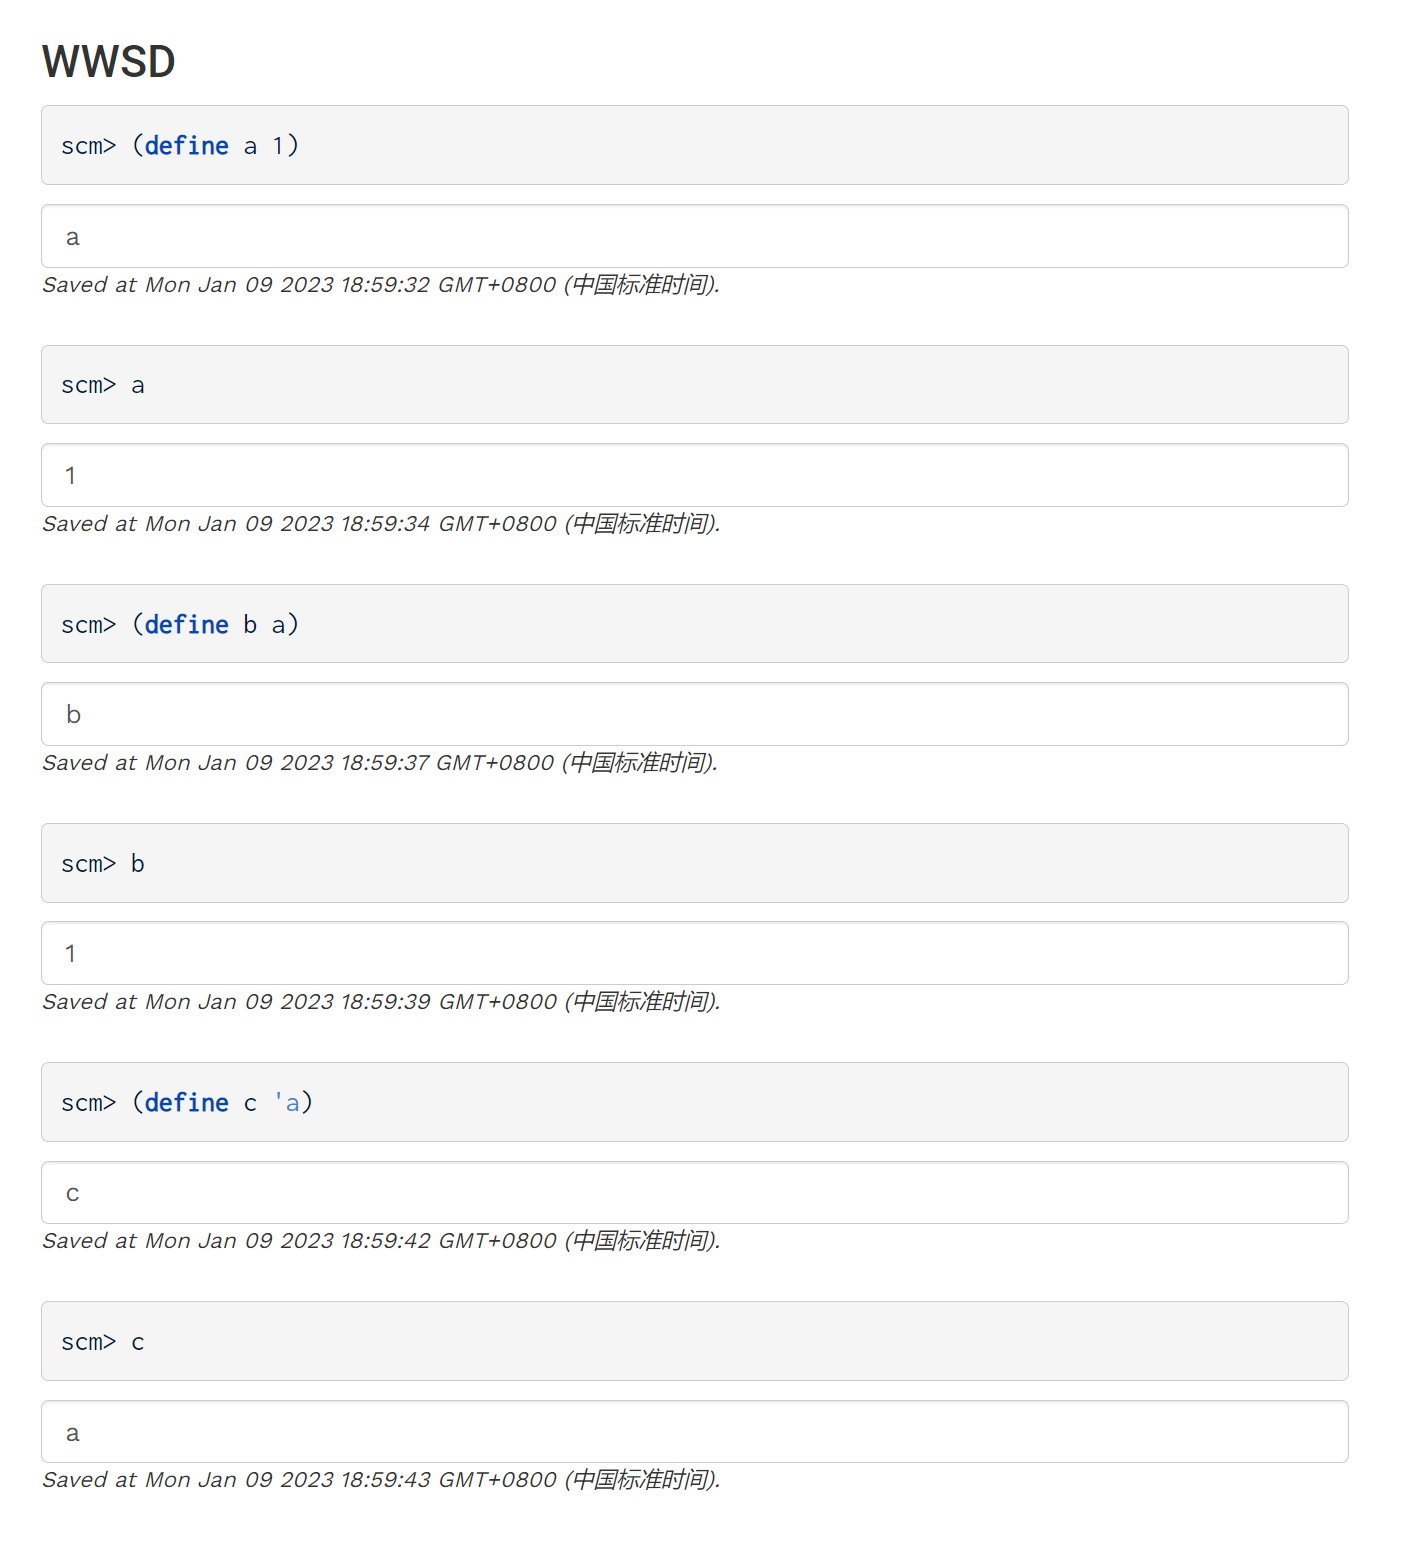 WWSD
scm> (define a 1)
a
Saved at Mon Jan 09 2023 18:59:32 GMT+0800 (中国标准时间).
scm> a
1
Saved at Mon Jan 09 2023 18:59:34 GMT+0800 (中国标准时间).
scm> (define b a)
b
Saved at Mon Jan 09 2023 18:59:37 GMT+0800 (中国标准时间).
scm> b
1
Saved at Mon Jan 09 2023 18:59:39 GMT+0800 (中国标准时间).
scm> (define c 'a)
c
Saved at Mon Jan 09 2023 18:59:42 GMT+0800 (中国标准时间).
scm> c
a
Saved at Mon Jan 09 2023 18:59:43 GMT+0800 (中国标准时间).